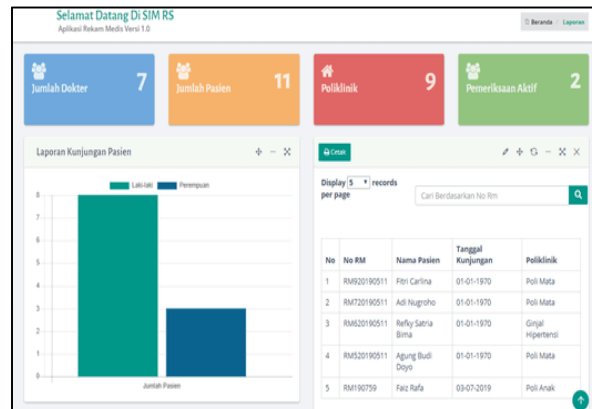 Selamat Datang Di SIM RS
Aplikasi Rekam Medis Versi 1.0
Beranda / Laporan
Jumlah Dokter
7
Jumlah Pasien
11
Poliklinik
9
Pemeriksaan Aktif
2
Laporan Kunjungan Pasien
Laki-laki Perempuan
8
7
6
5
4
3
2
1
0
Jumlah Pasien
Cetak
Display 5 records
per page
Cari Berdasarkan No Rm
No No RM Nama Pasien Tanggal Kunjungan Poliklinik
1 RM920190511 Fitri Carlina 01-01-1970 Poli Mata
2 RM720190511 Adi Nugroho 01-01-1970 Poli Mata
3 RM620190511 Refky Satria Bima 01-01-1970 Ginjal Hipertensi
4 RM520190511 Agung Budi Doyo 01-01-1970 Poli Mata
5 RM190759 Faiz Rafa 03-07-2019 Poli Anak